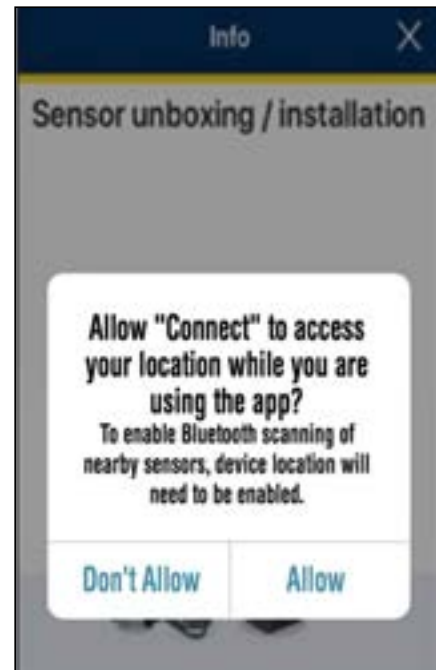 Info
Sensor unboxing / installation
Allow "Connect" to access
your location while you are
using the app?
To enable Bluetooth scanning of
nearby sensors, device location will
need to be enabled.
Don't Allow
Allow